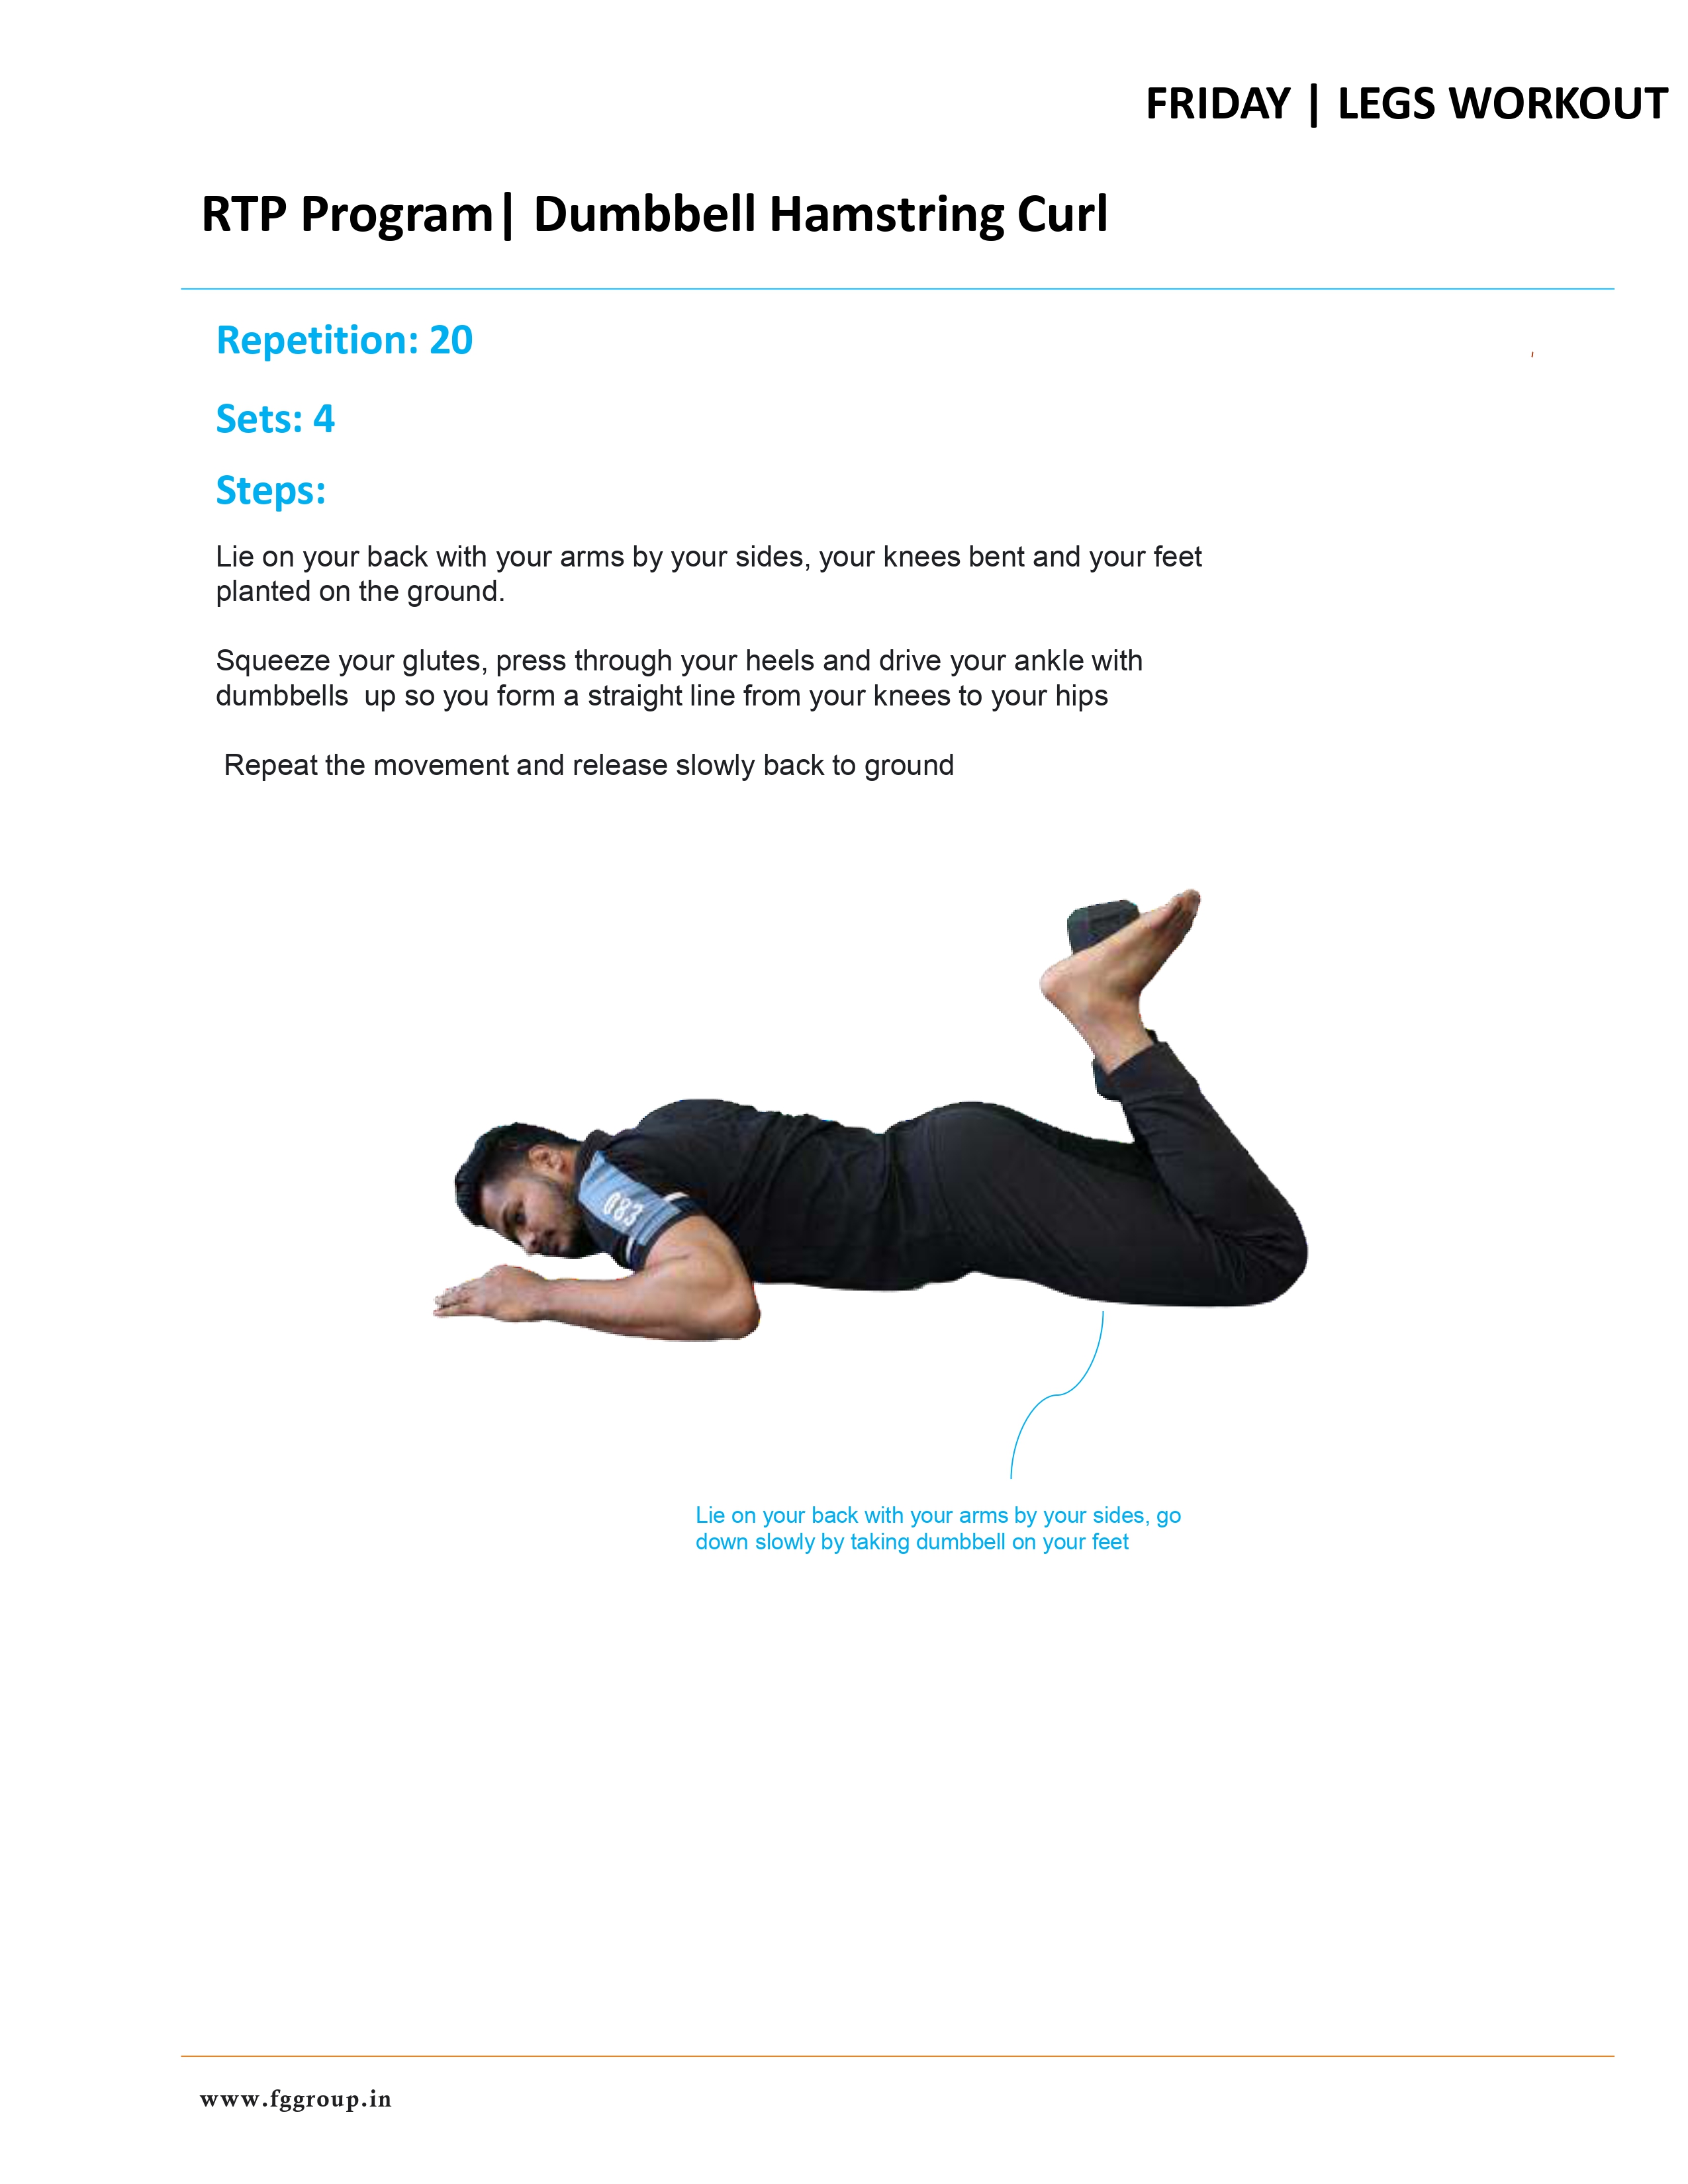 FRIDAY | LEGS WORKOUT
RTP Program| Dumbbell Hamstring Curl
Repetition: 20
Sets: 4
Steps:
Lie on your back with your arms by your sides, your knees bent and your feet
planted on the ground.
Squeeze your glutes, press through your heels and drive your ankle with
dumbbells  up so you form a straight line from your knees to your hips
Repeat the movement and release slowly back to ground
083
Lie on your back with your arms by your sides, go
down slowly by taking dumbbell on your feet
www.fggroup.in